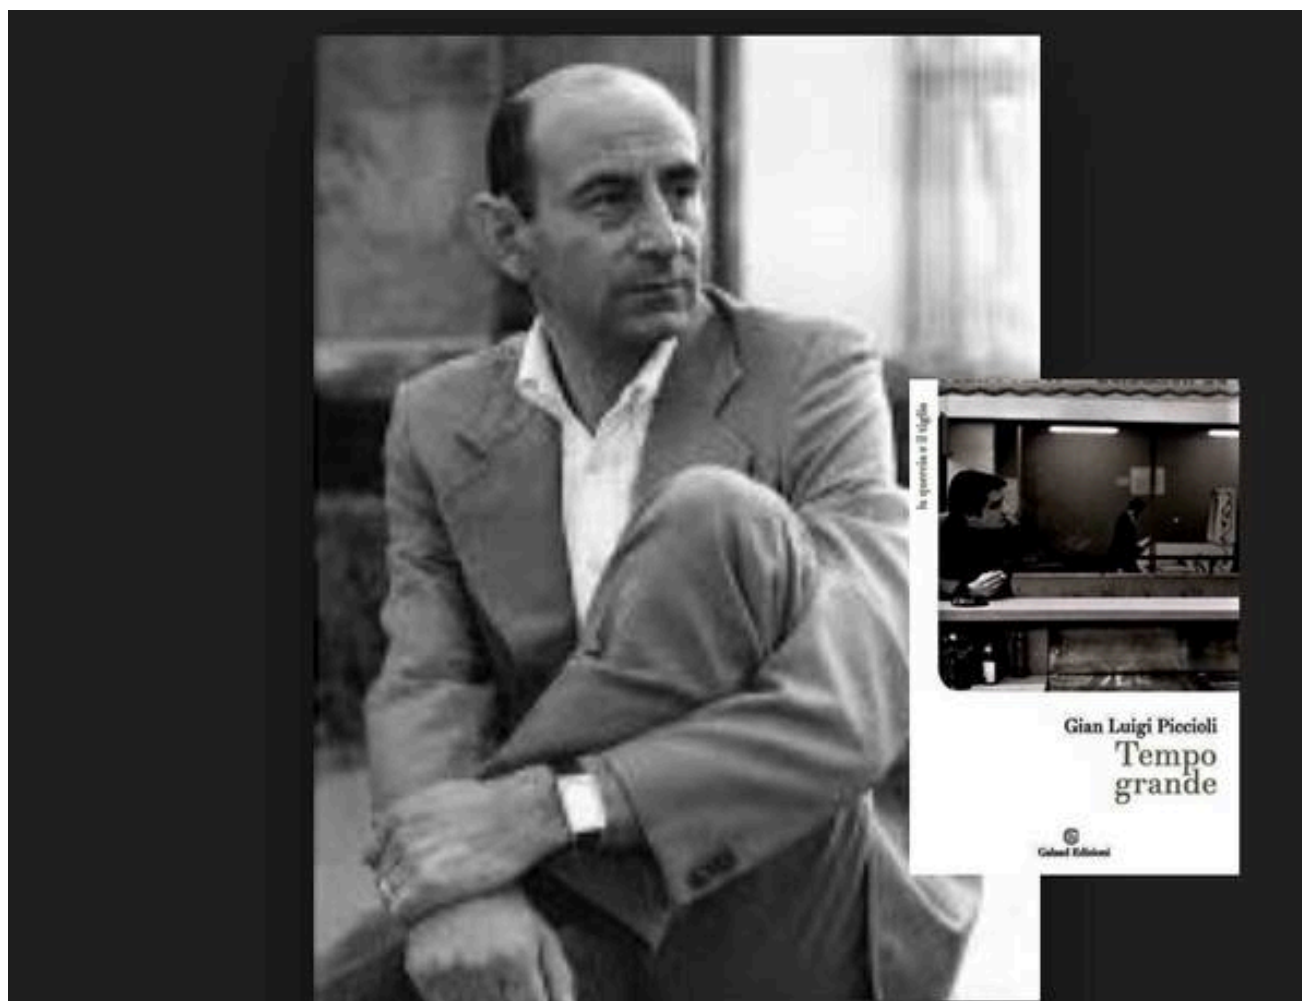 la quercia e il tiglio
Gian Luigi Piccioli
Tempo
grande
Galaad Edizioni